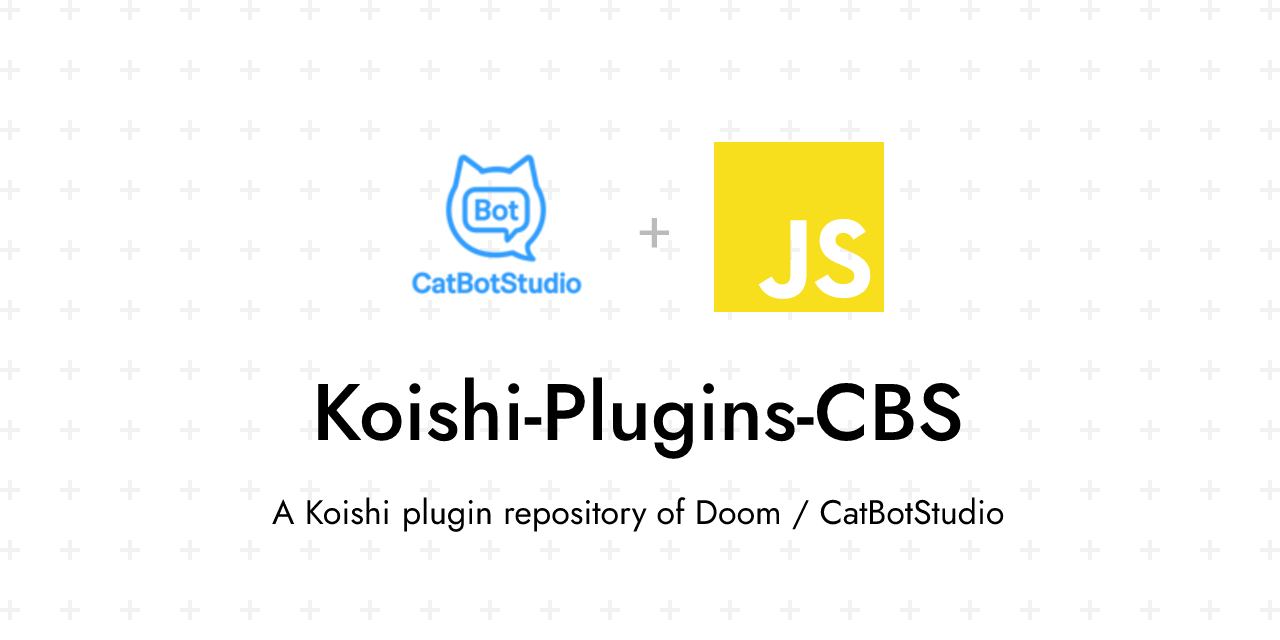 Bot
CatBotStudio
+
JS
Koishi-Plugins-CBS
A Koishi plugin repository of Doom / CatBotStudio